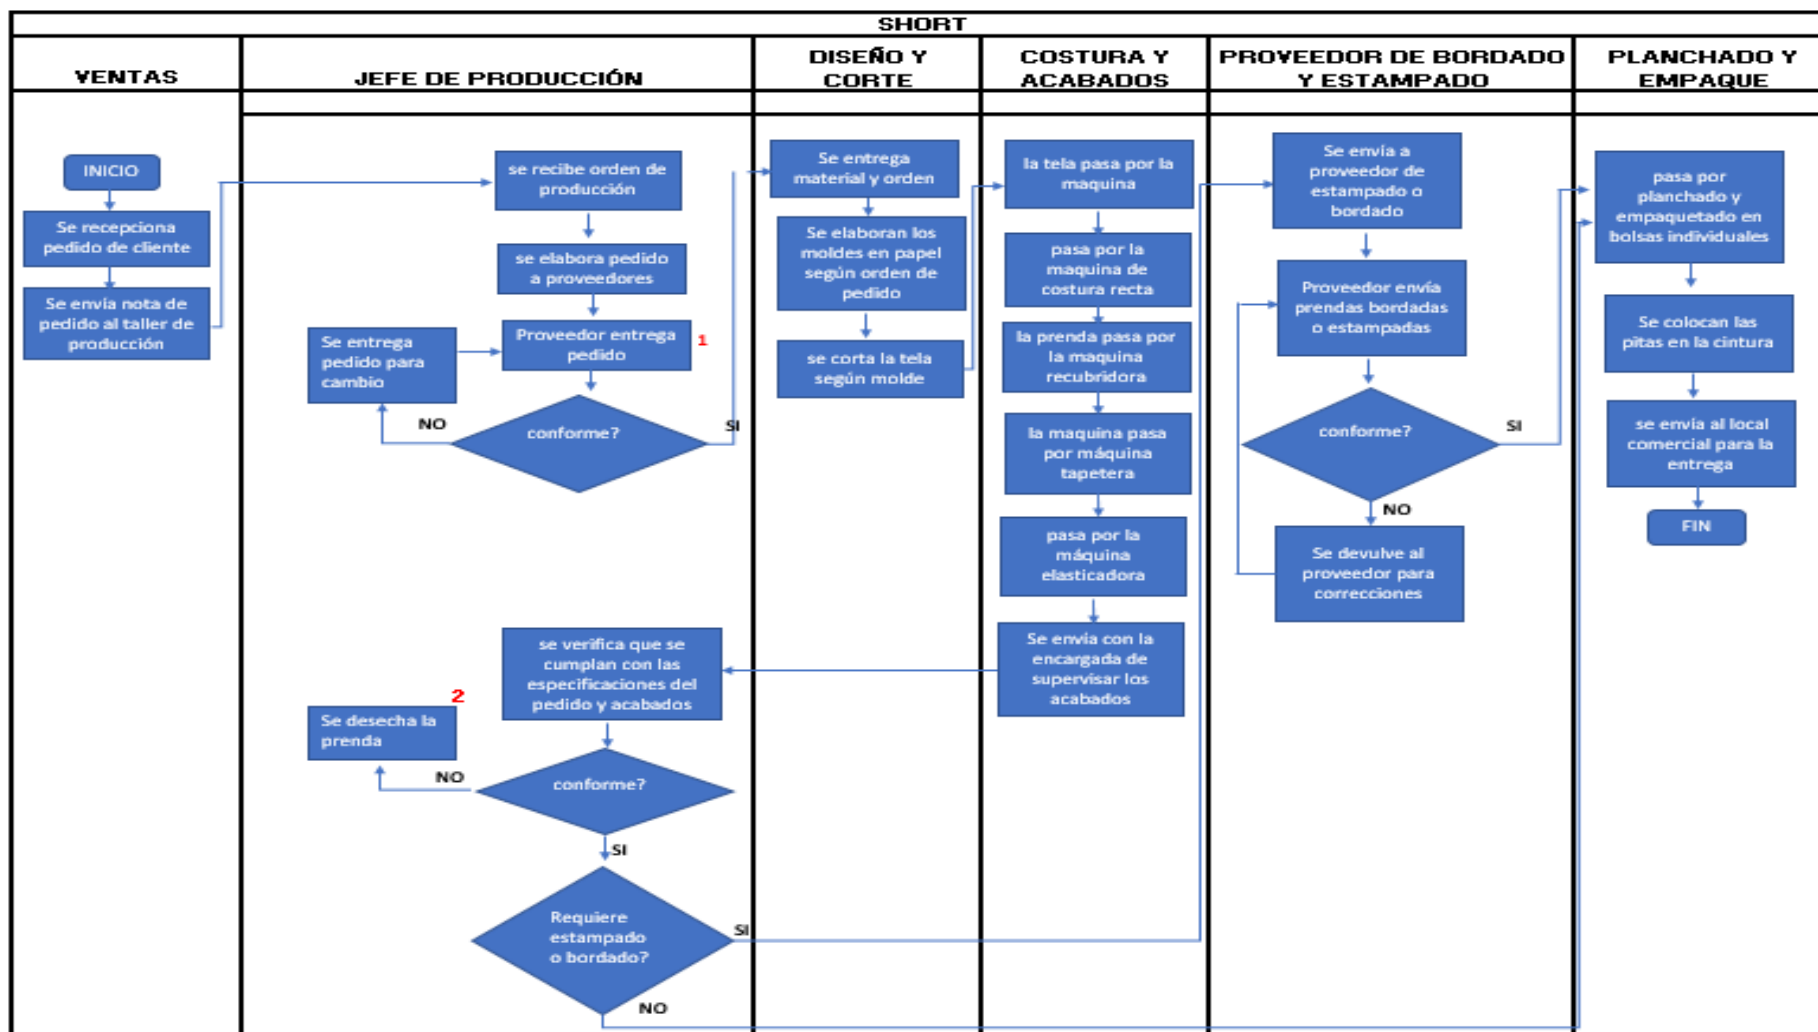 SHORT
VENTAS
JEFE DE PRODUCCIÓN
DISEÑO Y
CORTE
COSTURA Y
ACABADOS
PROVEEDOR DE BORDADO
Y ESTAMPADO
PLANCHADO Y
EMPAQUE
INICIO
Se recepciona
pedido de cliente
Se envía nota de
pedido al taller de
producción
se recibe orden de
producción
se elabora pedido
a proveedores
Proveedor entrega
pedido
1
Se entrega
pedido para
cambio
conforme?
NO
SI
se verifica que se
cumplan con las
especificaciones del
pedido y acabados
2
Se desecha la
prenda
NO
conforme?
SI
Requiere
estampado
o bordado?
SI
NO
Se entrega
material y orden
Se elaboran los
moldes en papel
según orden de
pedido
se corta la tela
según molde
la tela pasa por la
maquina
pasa por la
maquina de
costura recta
la prenda pasa por
la maquina
recubridora
la maquina pasa
por máquina
tapetera
pasa por la
máquina
elasticadora
Se envía con la
encargada de
supervisar los
acabados
Se envía a
proveedor de
estampado o
bordado
Proveedor envía
prendas bordadas
o estampadas
conforme?
SI
NO
Se devulve al
proveedor para
correcciones
pasa por
planchado y
empaquetado en
bolsas individuales
Se colocan las
pitas en la cintura
se envía al local
comercial para la
entrega
FIN